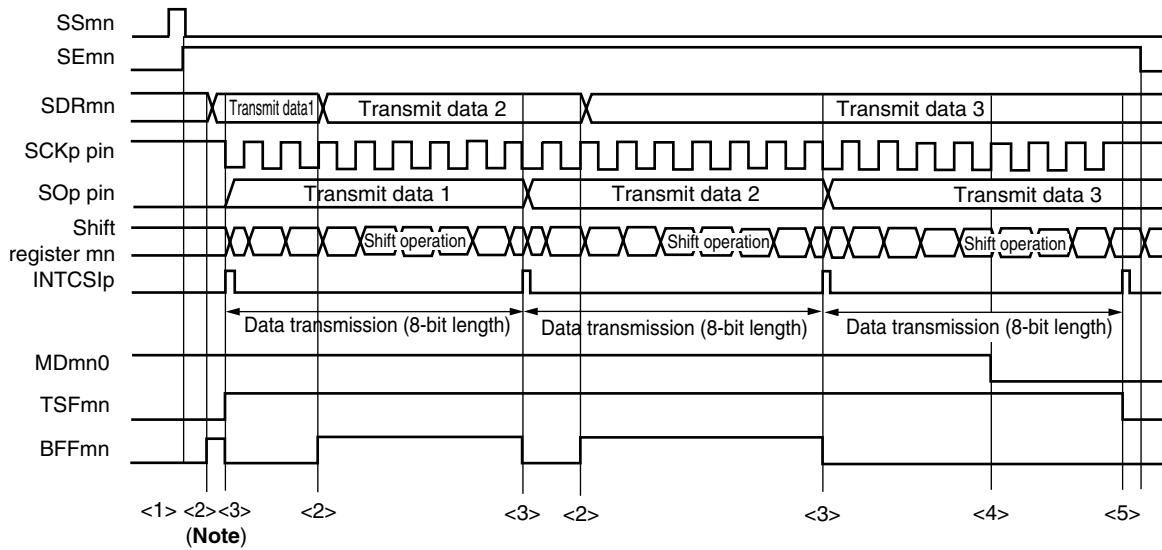 SSmn
SEmn
SDRmn
Transmit data1
Transmit data 2
Transmit data 3
SCKp pin
SOp pin
Transmit data 1
Transmit data 2
Transmit data 3
Shift
register mn
Shift operation
Shift operation
Shift operation
INTCSIp
Data transmission (8-bit length)
Data transmission (8-bit length)
Data transmission (8-bit length)
MDmn0
TSFmn
BFFmn
<1> <2> <3> <2> <3> <2> <3> <4> <5>
(Note)